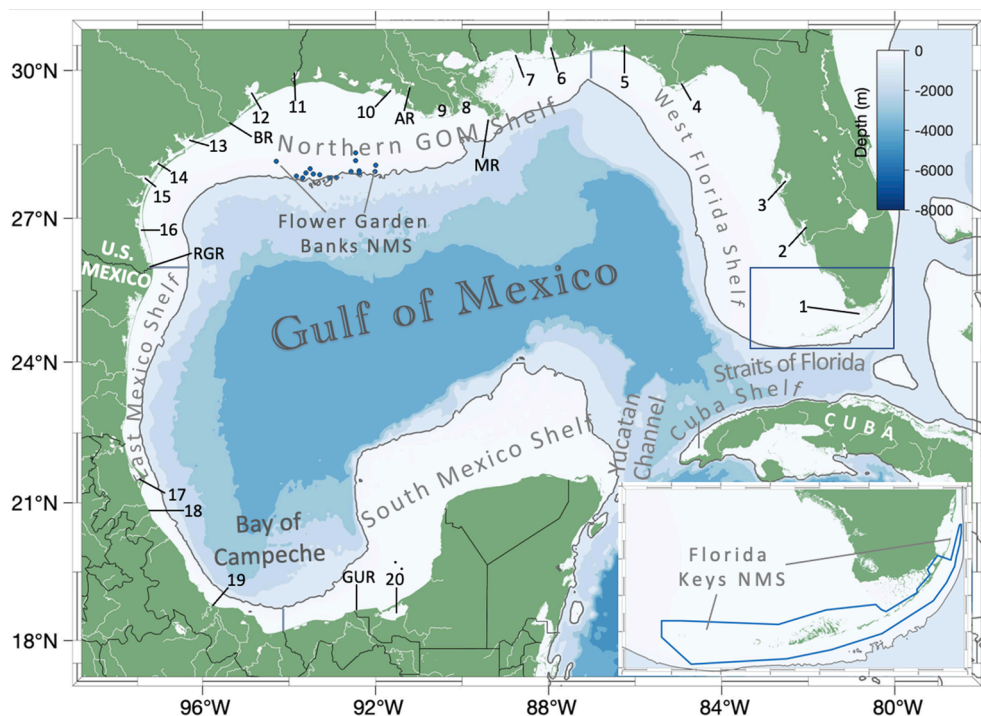 30°N
27°N
24°N
21°N
18°N
96°W
92°W
88°W
84°W
80°W
0
-2000
-4000
-6000
-8000
Depth (m)
1
2
3
4
5
6
7
8
9
10
11
12
13
14
15
16
17
18
19
20
AR
BR
MR
RGR
GUR
Northern GOM Shelf
West Florida Shelf
Flower Garden
Banks NMS
U.S.
MEXICO
East Mexico Shelf
Gulf of Mexico
Straits of Florida
Cuba Shelf
CUBA
Yucatan
Channel
South Mexico Shelf
Bay of
Campeche
Florida
Keys NMS